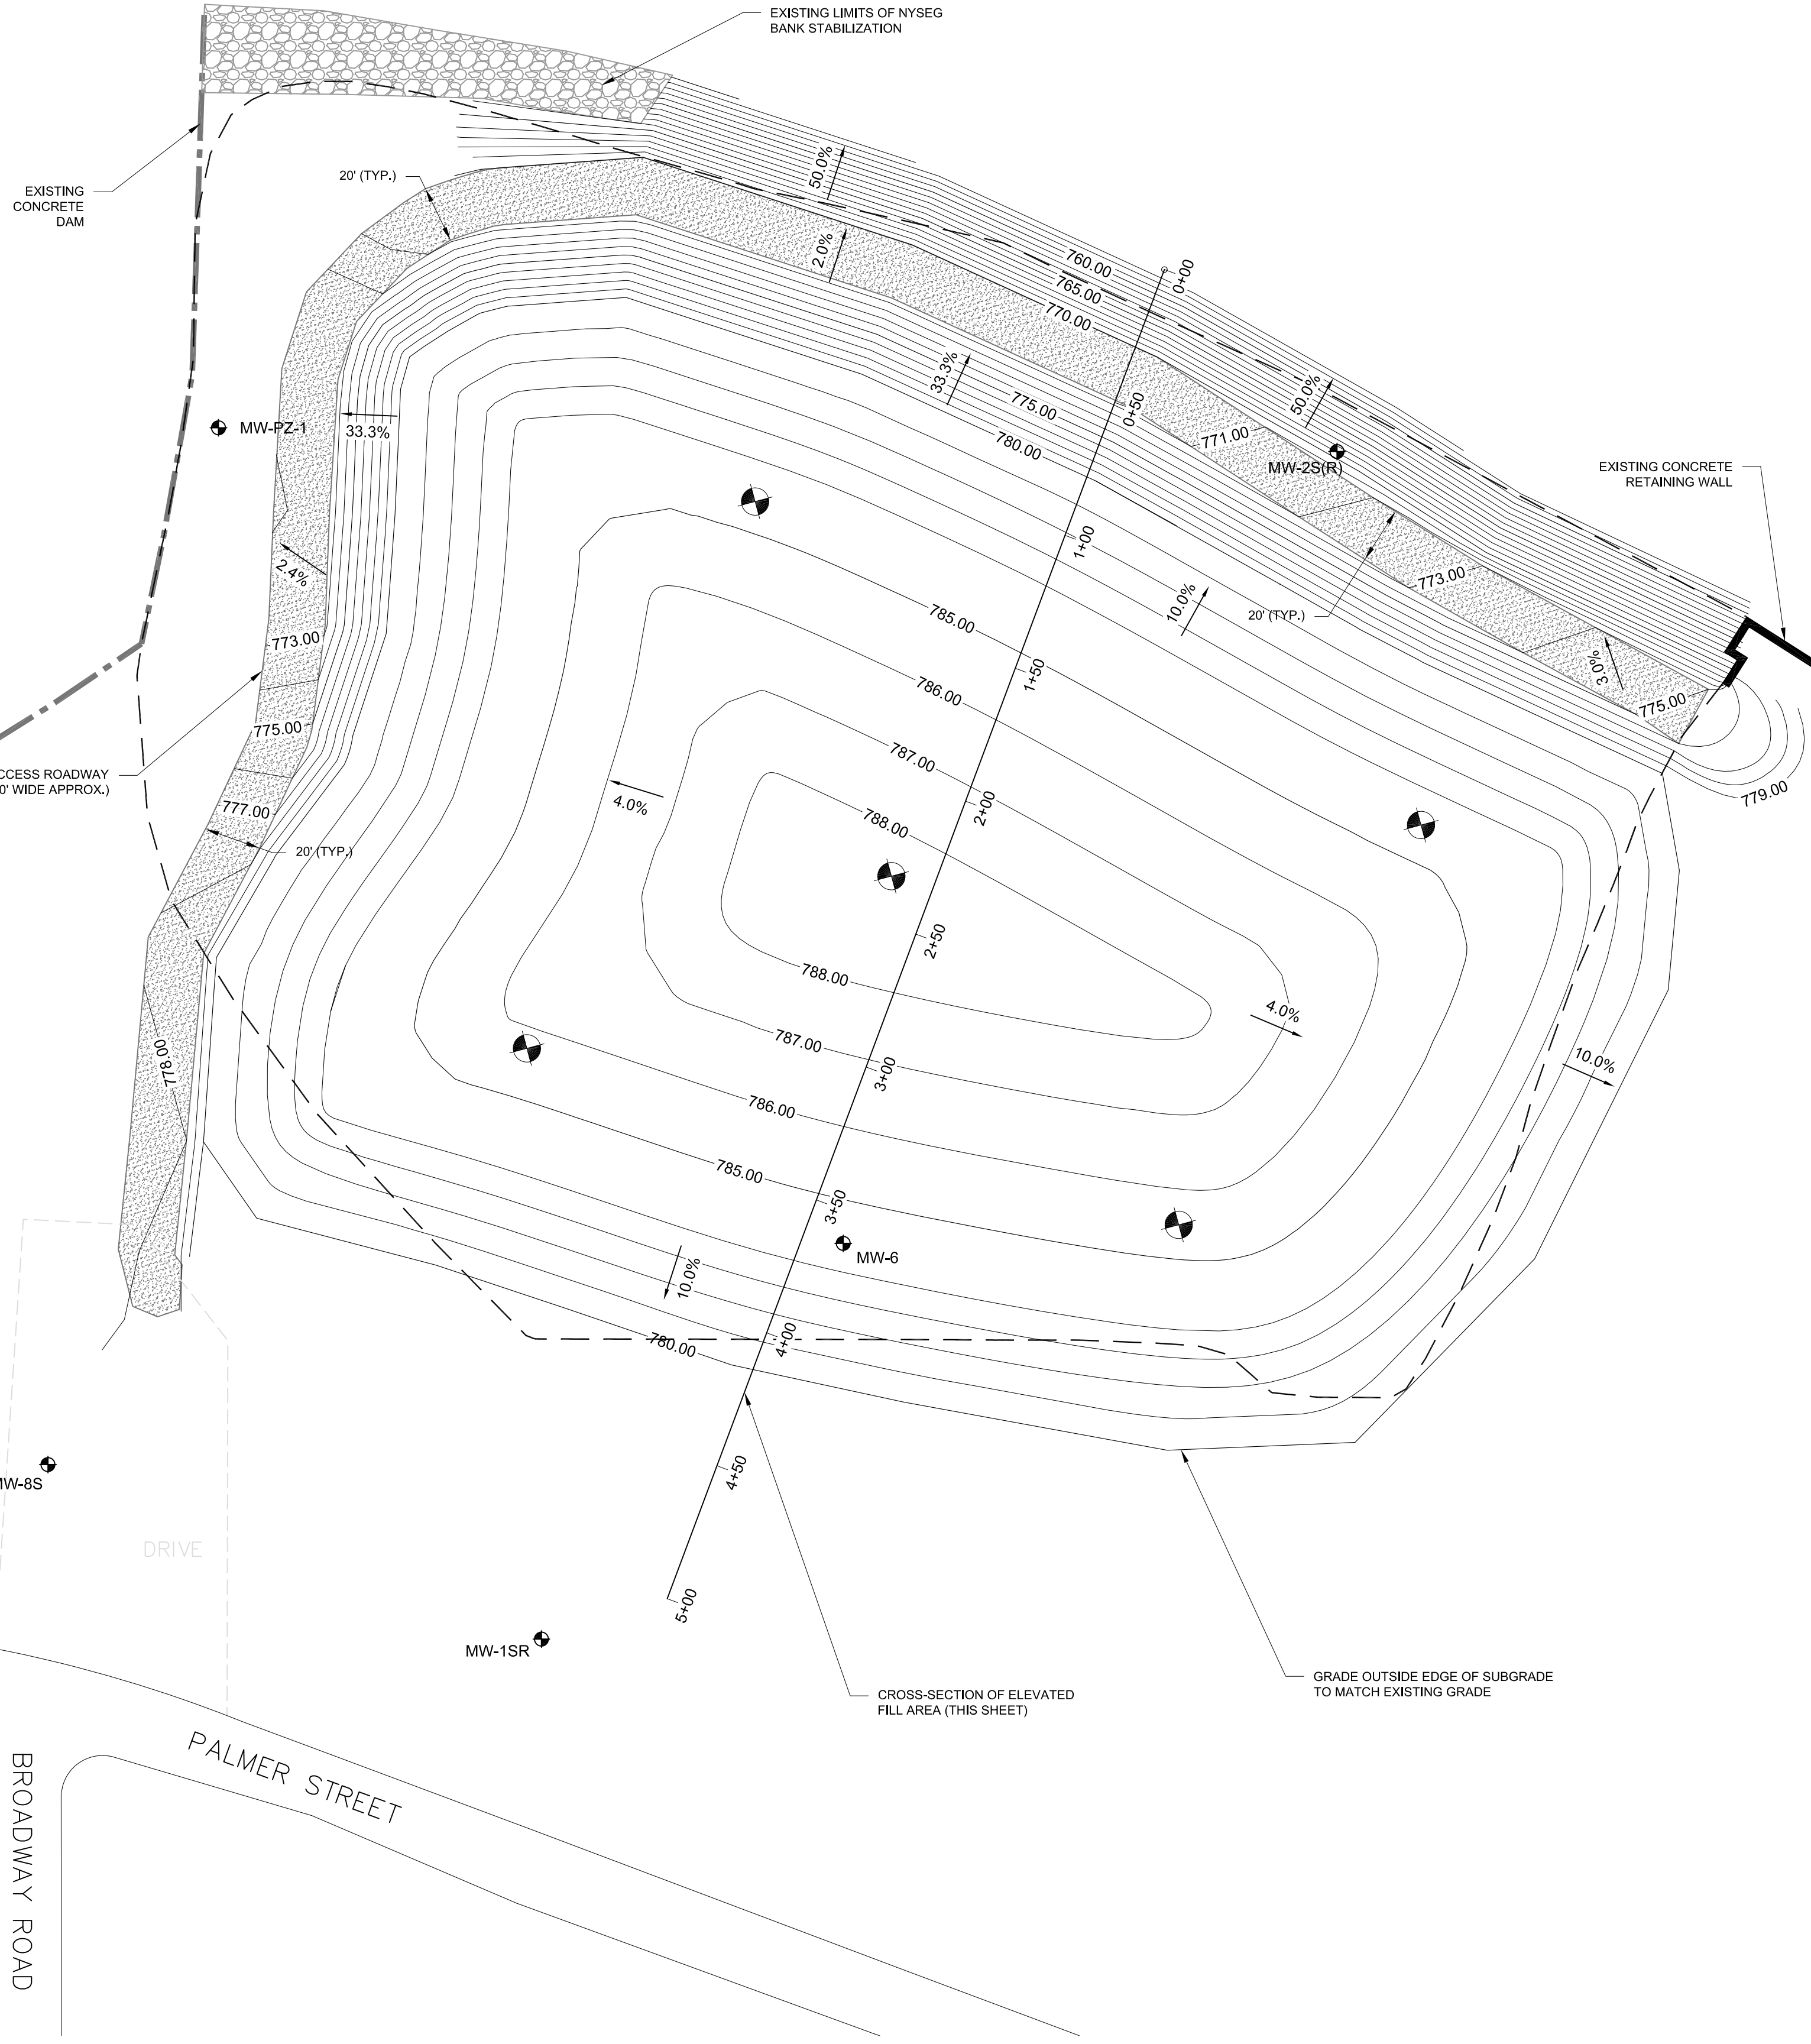 EXISTING LIMITS OF NYSEG
BANK STABILIZATION
EXISTING
CONCRETE
DAM
20' (TYP.)
50.0%
2.0%
760.00
765.00
770.00
0+00
33.3%
775.00
780.00
0+50
50.0%
771.00
MW-2S(R)
EXISTING CONCRETE
RETAINING WALL
MW-PZ-1
33.3%
2.4%
1+00
773.00
20' (TYP.)
10.0%
785.00
773.00
3.0%
775.00
779.00
1+50
786.00
775.00
CCESS ROADWAY
0' WIDE APPROX.)
777.00
20' (TYP.)
4.0%
787.00
2+00
788.00
2+50
788.00
4.0%
787.00
3+00
10.0%
778.00
786.00
785.00
3+50
MW-6
10.0%
780.00
4+00
4+50
MW-8S
DRIVE
5+00
MW-1SR
CROSS-SECTION OF ELEVATED
FILL AREA (THIS SHEET)
GRADE OUTSIDE EDGE OF SUBGRADE
TO MATCH EXISTING GRADE
PALMER STREET
BROADWAY ROAD